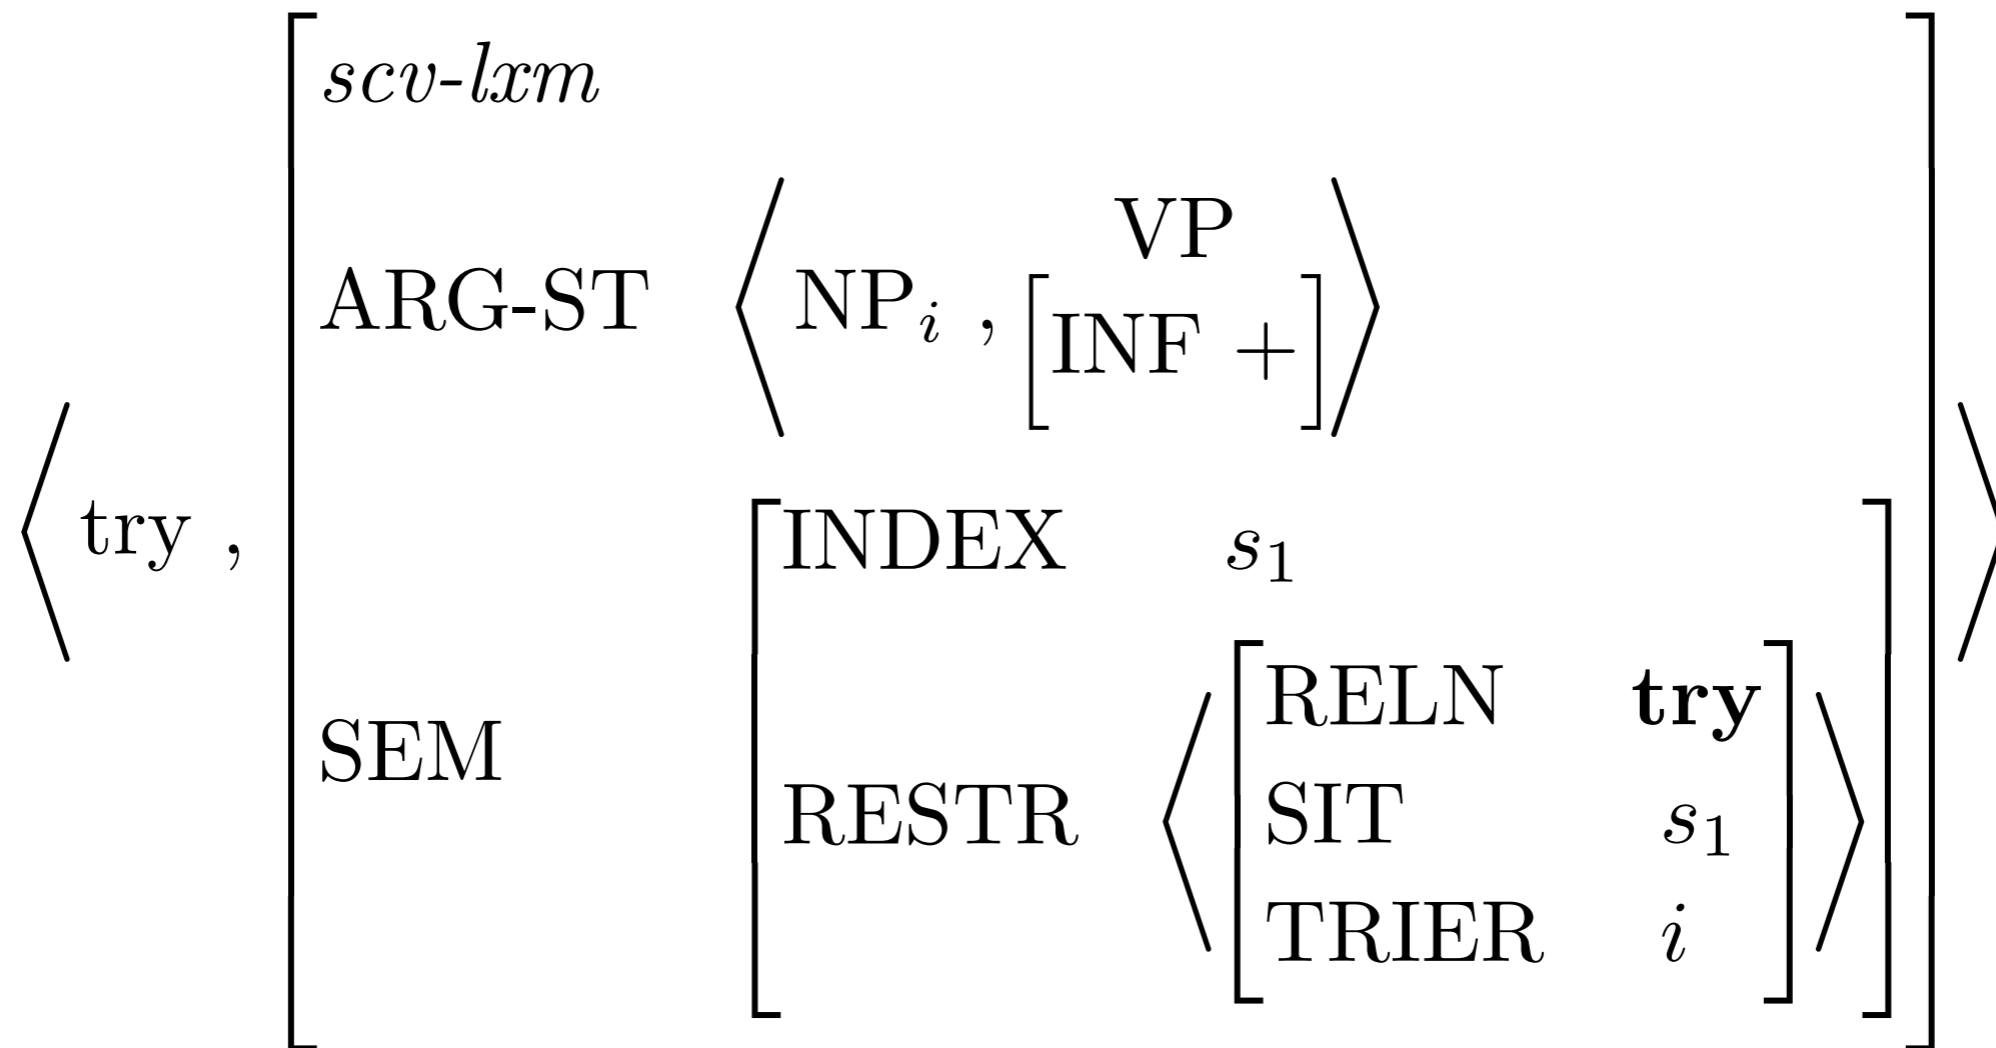 scv-lxm
ARG-ST ⟨ NP_i , VP [INF +] ⟩
⟨ try ,
SEM
INDEX s_1
RESTR ⟨
RELN try
SIT s_1
TRIER i
⟩ ⟩